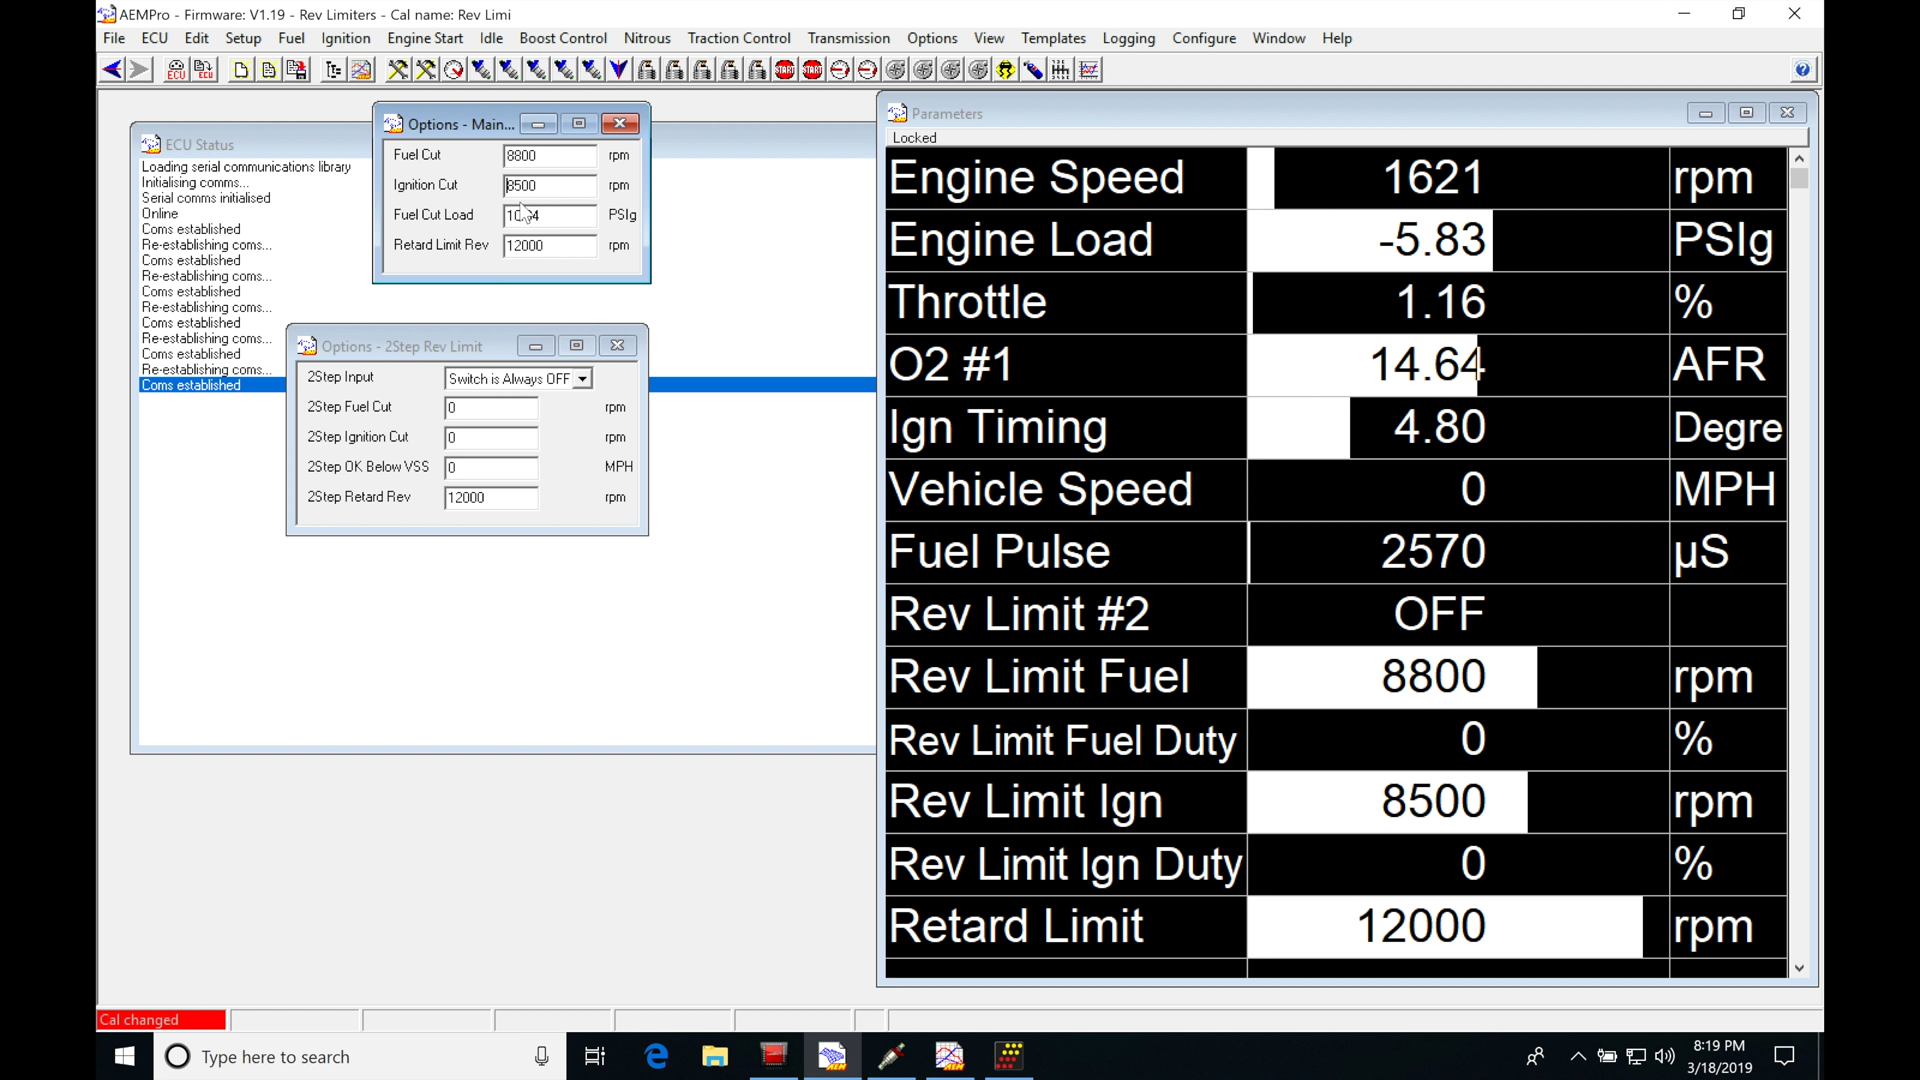 AEMPro - Firmware: V1.19 - Rev Limiters - Cal name: Rev Limi
File ECU Edit Setup Fuel Ignition Engine Start Idle Boost Control Nitrous Traction Control Transmission Options View Templates Logging Configure Window Help
ECU ECU START START
ECU Status
Loading serial communications library
Initialising comms...
Serial comms initialised
Online
Coms established
Re-establishing coms...
Coms established
Re-establishing coms...
Coms established
Re-establishing coms...
Coms established
Re-establishing coms...
Coms established
Re-establishing coms...
Coms established
Options - Main...
Fuel Cut 8800 rpm
Ignition Cut 8500 rpm
Fuel Cut Load PSIg
Retard Limit Rev 12000 rpm
Options - 2Step Rev Limit
2Step Input Switch is Always OFF
2Step Fuel Cut 0 rpm
2Step Ignition Cut 0 rpm
2Step OK Below VSS 0 MPH
2Step Retard Rev 12000 rpm
Parameters
Locked
Engine Speed 1621 rpm
Engine Load -5.83 PSIg
Throttle 1.16 %
O2 #1 14.64 AFR
Ign Timing 4.80 Degre
Vehicle Speed 0 MPH
Fuel Pulse 2570 µS
Rev Limit #2 OFF
Rev Limit Fuel 8800 rpm
Rev Limit Fuel Duty 0 %
Rev Limit Ign 8500 rpm
Rev Limit Ign Duty 0 %
Retard Limit 12000 rpm
Cal changed
Type here to search
8:19 PM
3/18/2019